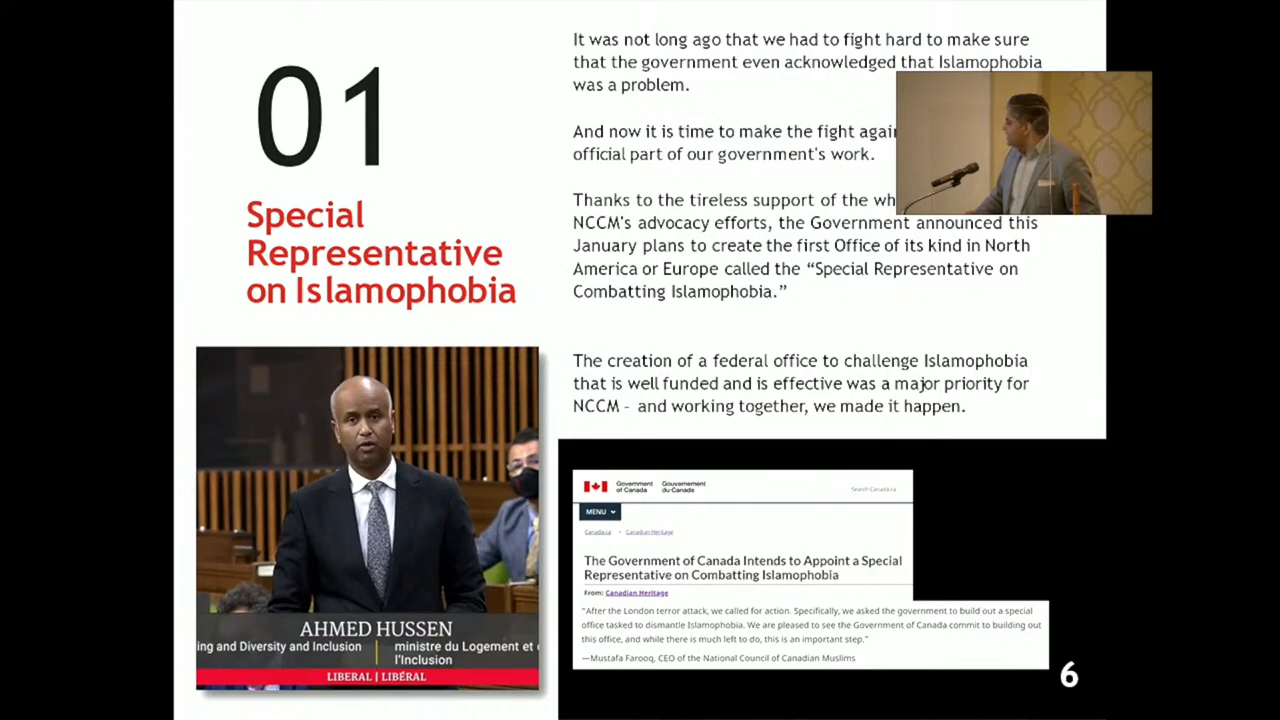 01
Special
Representative
on Islamophobia
It was not long ago that we had to fight hard to make sure
that the government even acknowledged that Islamophobia
was a problem.
And now it is time to make the fight
official part of our government's work.
Thanks to the tireless support of the
NCCM's advocacy efforts, the Government announced this
January plans to create the first Office of its kind in North
America or Europe called the “Special Representative on
Combatting Islamophobia.”
The creation of a federal office to challenge Islamophobia
that is well funded and is effective was a major priority for
NCCM - and working together, we made it happen.
AHMED HUSSEN
ing and Diversity and Inclusion
ministre du Logement et
l'Inclusion
LIBERAL | LIBÉRAL
Government
of Canada
Gouvernement
du Canada
Search Canada.ca
MENU
Canada.ca > Canadian Heritage
The Government of Canada Intends to Appoint a Special
Representative on Combatting Islamophobia
From: Canadian Heritage
“After the London terror attack, we called for action. Specifically, we asked the government to build out a special
office tasked to dismantle Islamophobia. We are pleased to see the Government of Canada commit to building out
this office, and while there is much left to do, this is an important step.”
—Mustafa Farooq, CEO of the National Council of Canadian Muslims
6